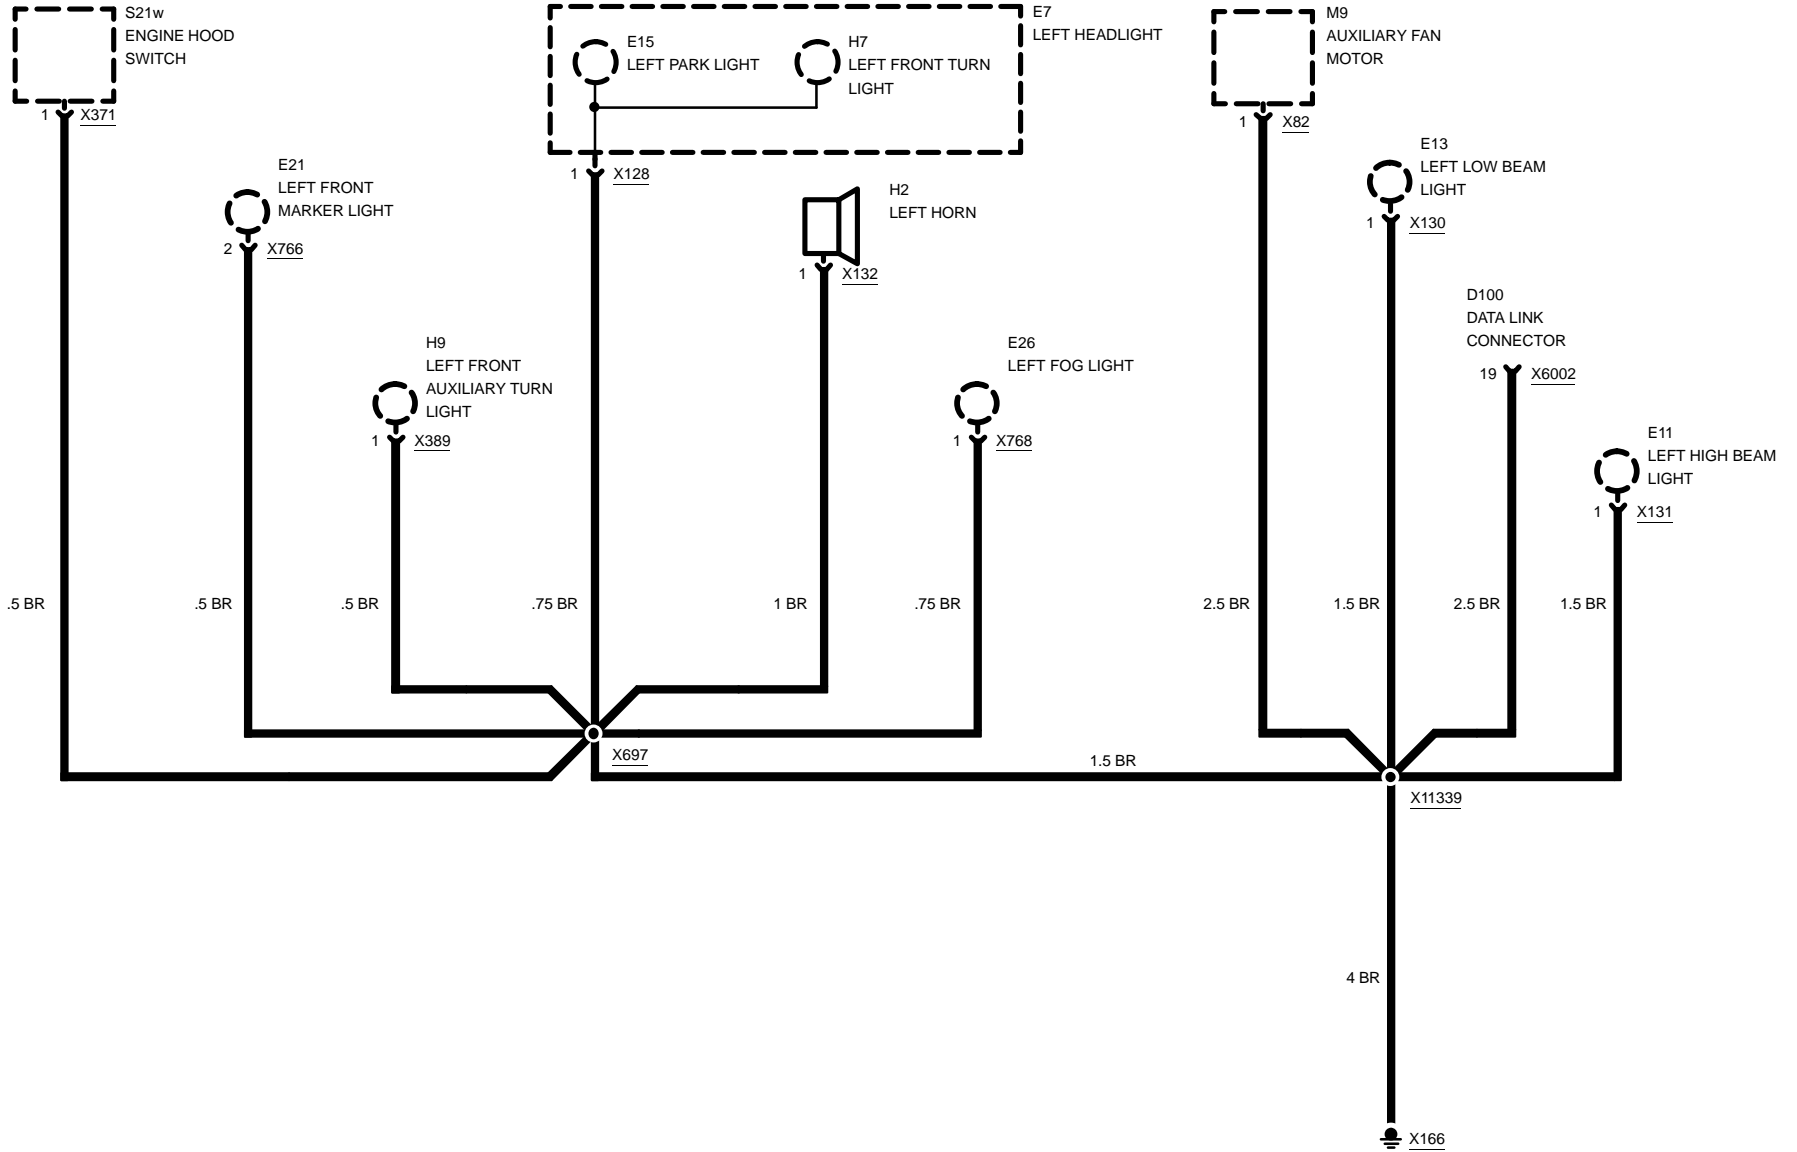 S21w
ENGINE HOOD
SWITCH
1 X371
E21
LEFT FRONT
MARKER LIGHT
2 X766
H9
LEFT FRONT
AUXILIARY TURN
LIGHT
1 X389
E7
LEFT HEADLIGHT
E15
LEFT PARK LIGHT
H7
LEFT FRONT TURN
LIGHT
1 X128
H2
LEFT HORN
1 X132
E26
LEFT FOG LIGHT
1 X768
M9
AUXILIARY FAN
MOTOR
1 X82
E13
LEFT LOW BEAM
LIGHT
1 X130
D100
DATA LINK
CONNECTOR
19 X6002
E11
LEFT HIGH BEAM
LIGHT
1 X131
.5 BR
.5 BR
.5 BR
.75 BR
1 BR
.75 BR
2.5 BR
1.5 BR
2.5 BR
1.5 BR
X697
1.5 BR
X11339
4 BR
X166